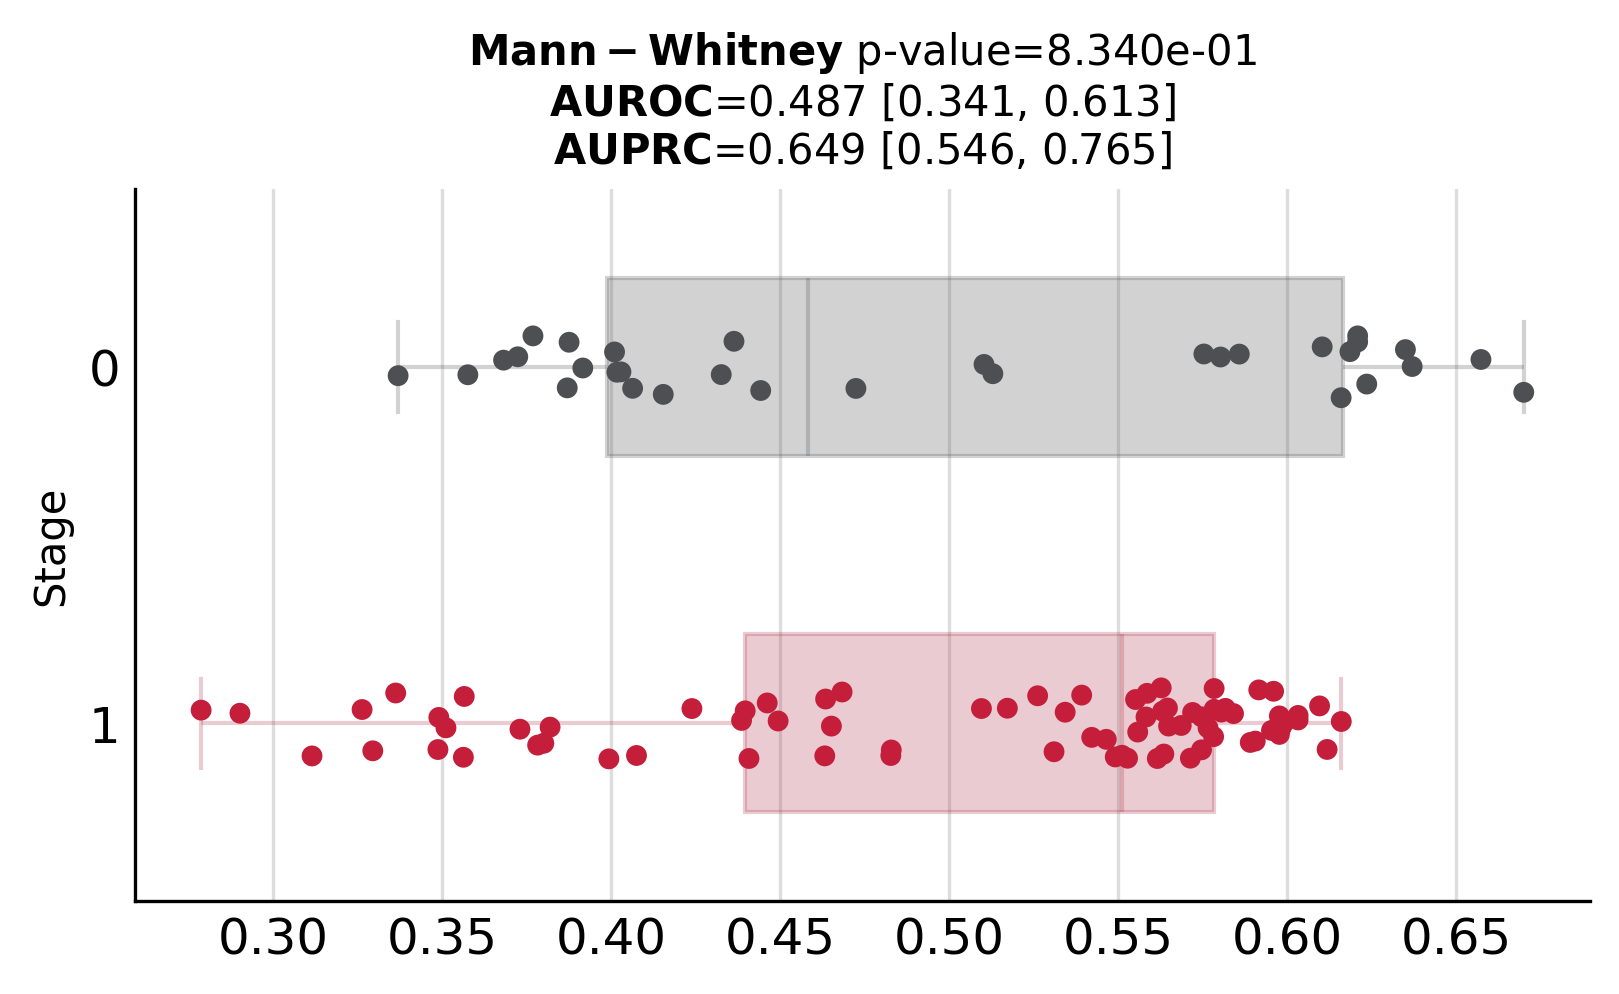 Mann − Whitney p-value=8.340e-01
AUROC=0.487 [0.341, 0.613]
AUPRC=0.649 [0.546, 0.765]
0
Stage
1
0.30 0.35 0.40 0.45 0.50 0.55 0.60 0.65